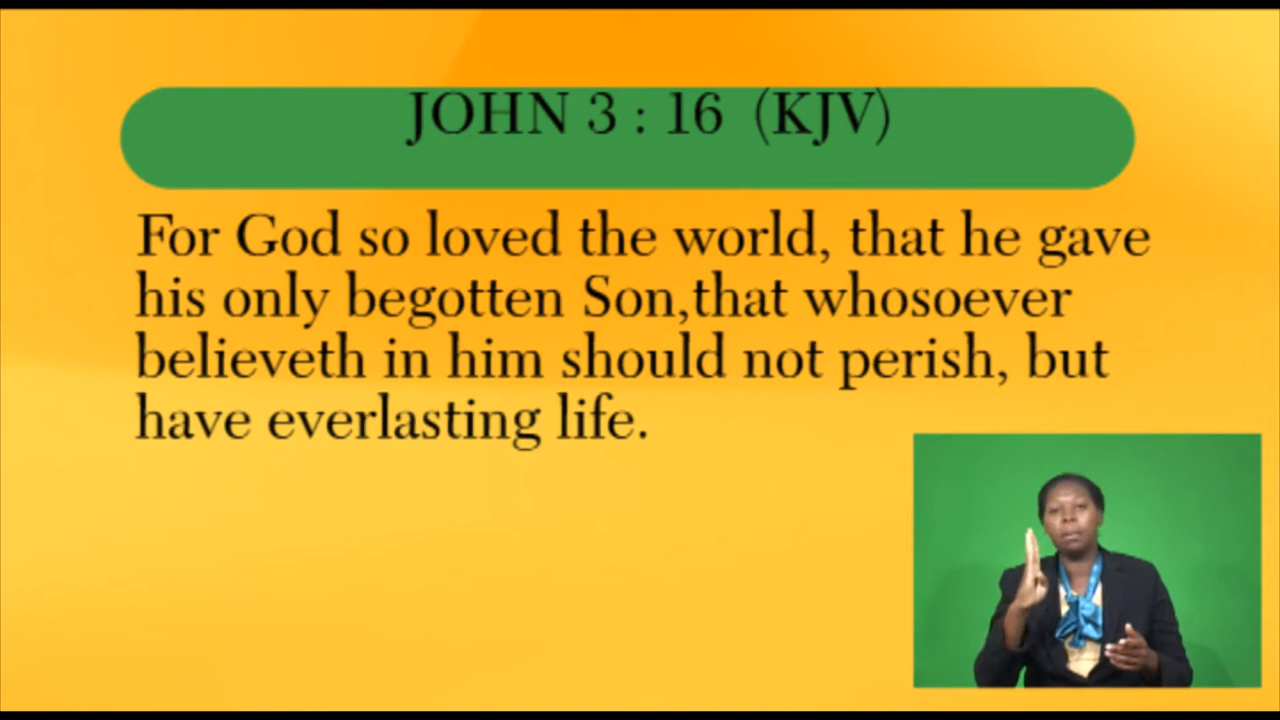 JOHN 3 : 16 (KJV)
For God so loved the world, that he gave
his only begotten Son,that whosoever
believeth in him should not perish, but
have everlasting life.